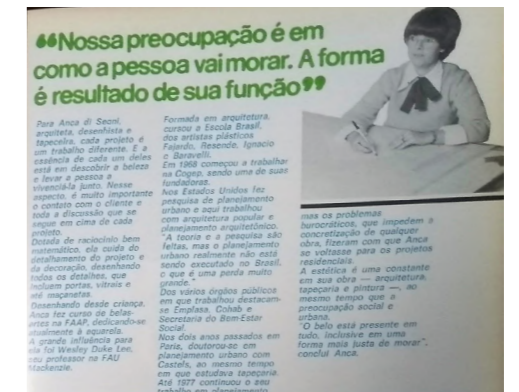 ❝Nossa preocupação é em
como a pessoa vai morar. A forma
é resultado de sua função❞
Para Anca di Secni,
arquiteta, desenhista e
tapeceira, cada projeto é
um trabalho diferente. E a
essência de cada um deles
está em descobrir a beleza
e levar a pessoa a
vivenciá-la junto. Nesse
aspecto, é muito importante
o contato com o cliente e
toda a discussão que se
segue em cima de cada
projeto.
Dotada de raciocínio bem
matemático, ela cuida do
detalhamento do projeto e
da decoração, desenhando
todos os detalhes, que
incluem portas, vitrais e
até maçanetas.
Desenhando desde criança,
Anca fez curso de belas-
artes na FAAP, dedicando-se
atualmente à aquarela.
A grande influência para
ela foi Wesley Duke Lee,
seu professor na FAU
Mackenzie.
Formada em arquitetura,
cursou a Escola Brasil,
dos artistas plásticos
Fajardo, Resende, Ignacio
e Baravelli.
Em 1968 começou a trabalhar
na Cogep, sendo uma de suas
fundadoras.
Nos Estados Unidos fez
pesquisa de planejamento
urbano e aqui trabalhou
com arquitetura popular e
planejamento arquitetônico.
"A teoria e a pesquisa são
feitas, mas o planejamento
urbano realmente não está
sendo executado no Brasil,
o que é uma perda muito
grande."
Dos vários órgãos públicos
em que trabalhou destacam-
se Emplasa, Cohab e
Secretaria do Bem-Estar
Social.
Nos dois anos passados em
Paris, doutorou-se em
planejamento urbano com
Castels, ao mesmo tempo
em que estudava tapeçaria.
Até 1977 continuou o seu
trabalho em planejamento
mas os problemas
burocráticos, que impedem a
concretização de qualquer
obra, fizeram com que Anca
se voltasse para os projetos
residenciais.
A estética é uma constante
em sua obra — arquitetura,
tapeçaria e pintura —, ao
mesmo tempo que a
preocupação social e
urbana.
"O belo está presente em
tudo, inclusive em uma
forma mais justa de morar",
conclui Anca.